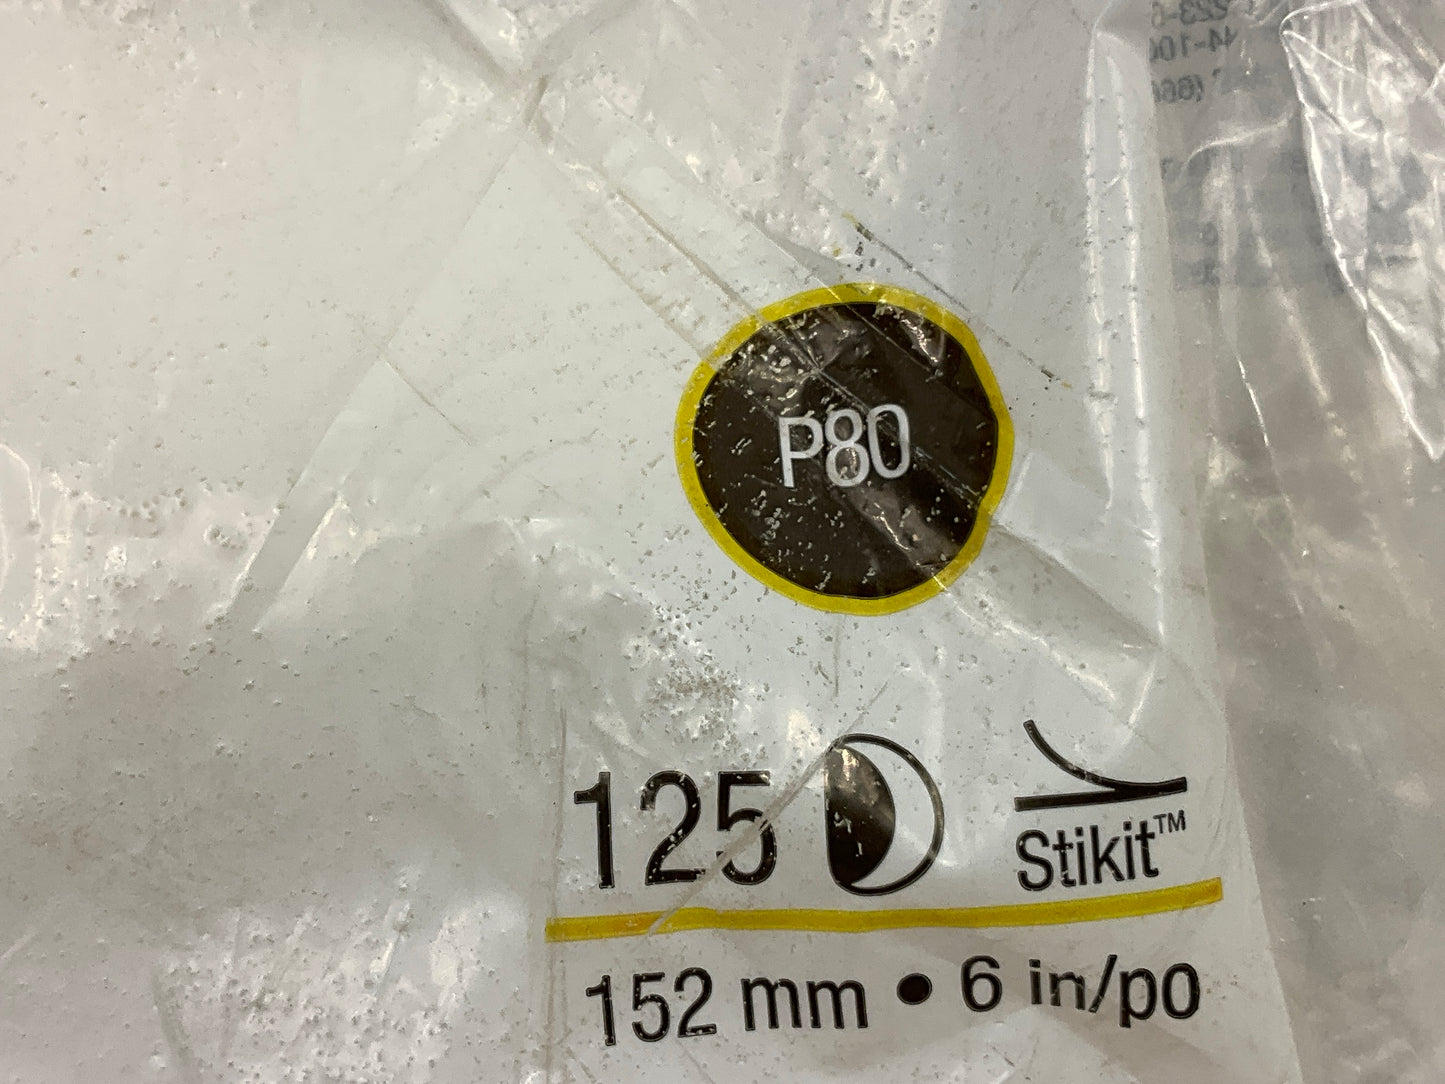 P80
125
Stikit™
152 mm • 6 in/po